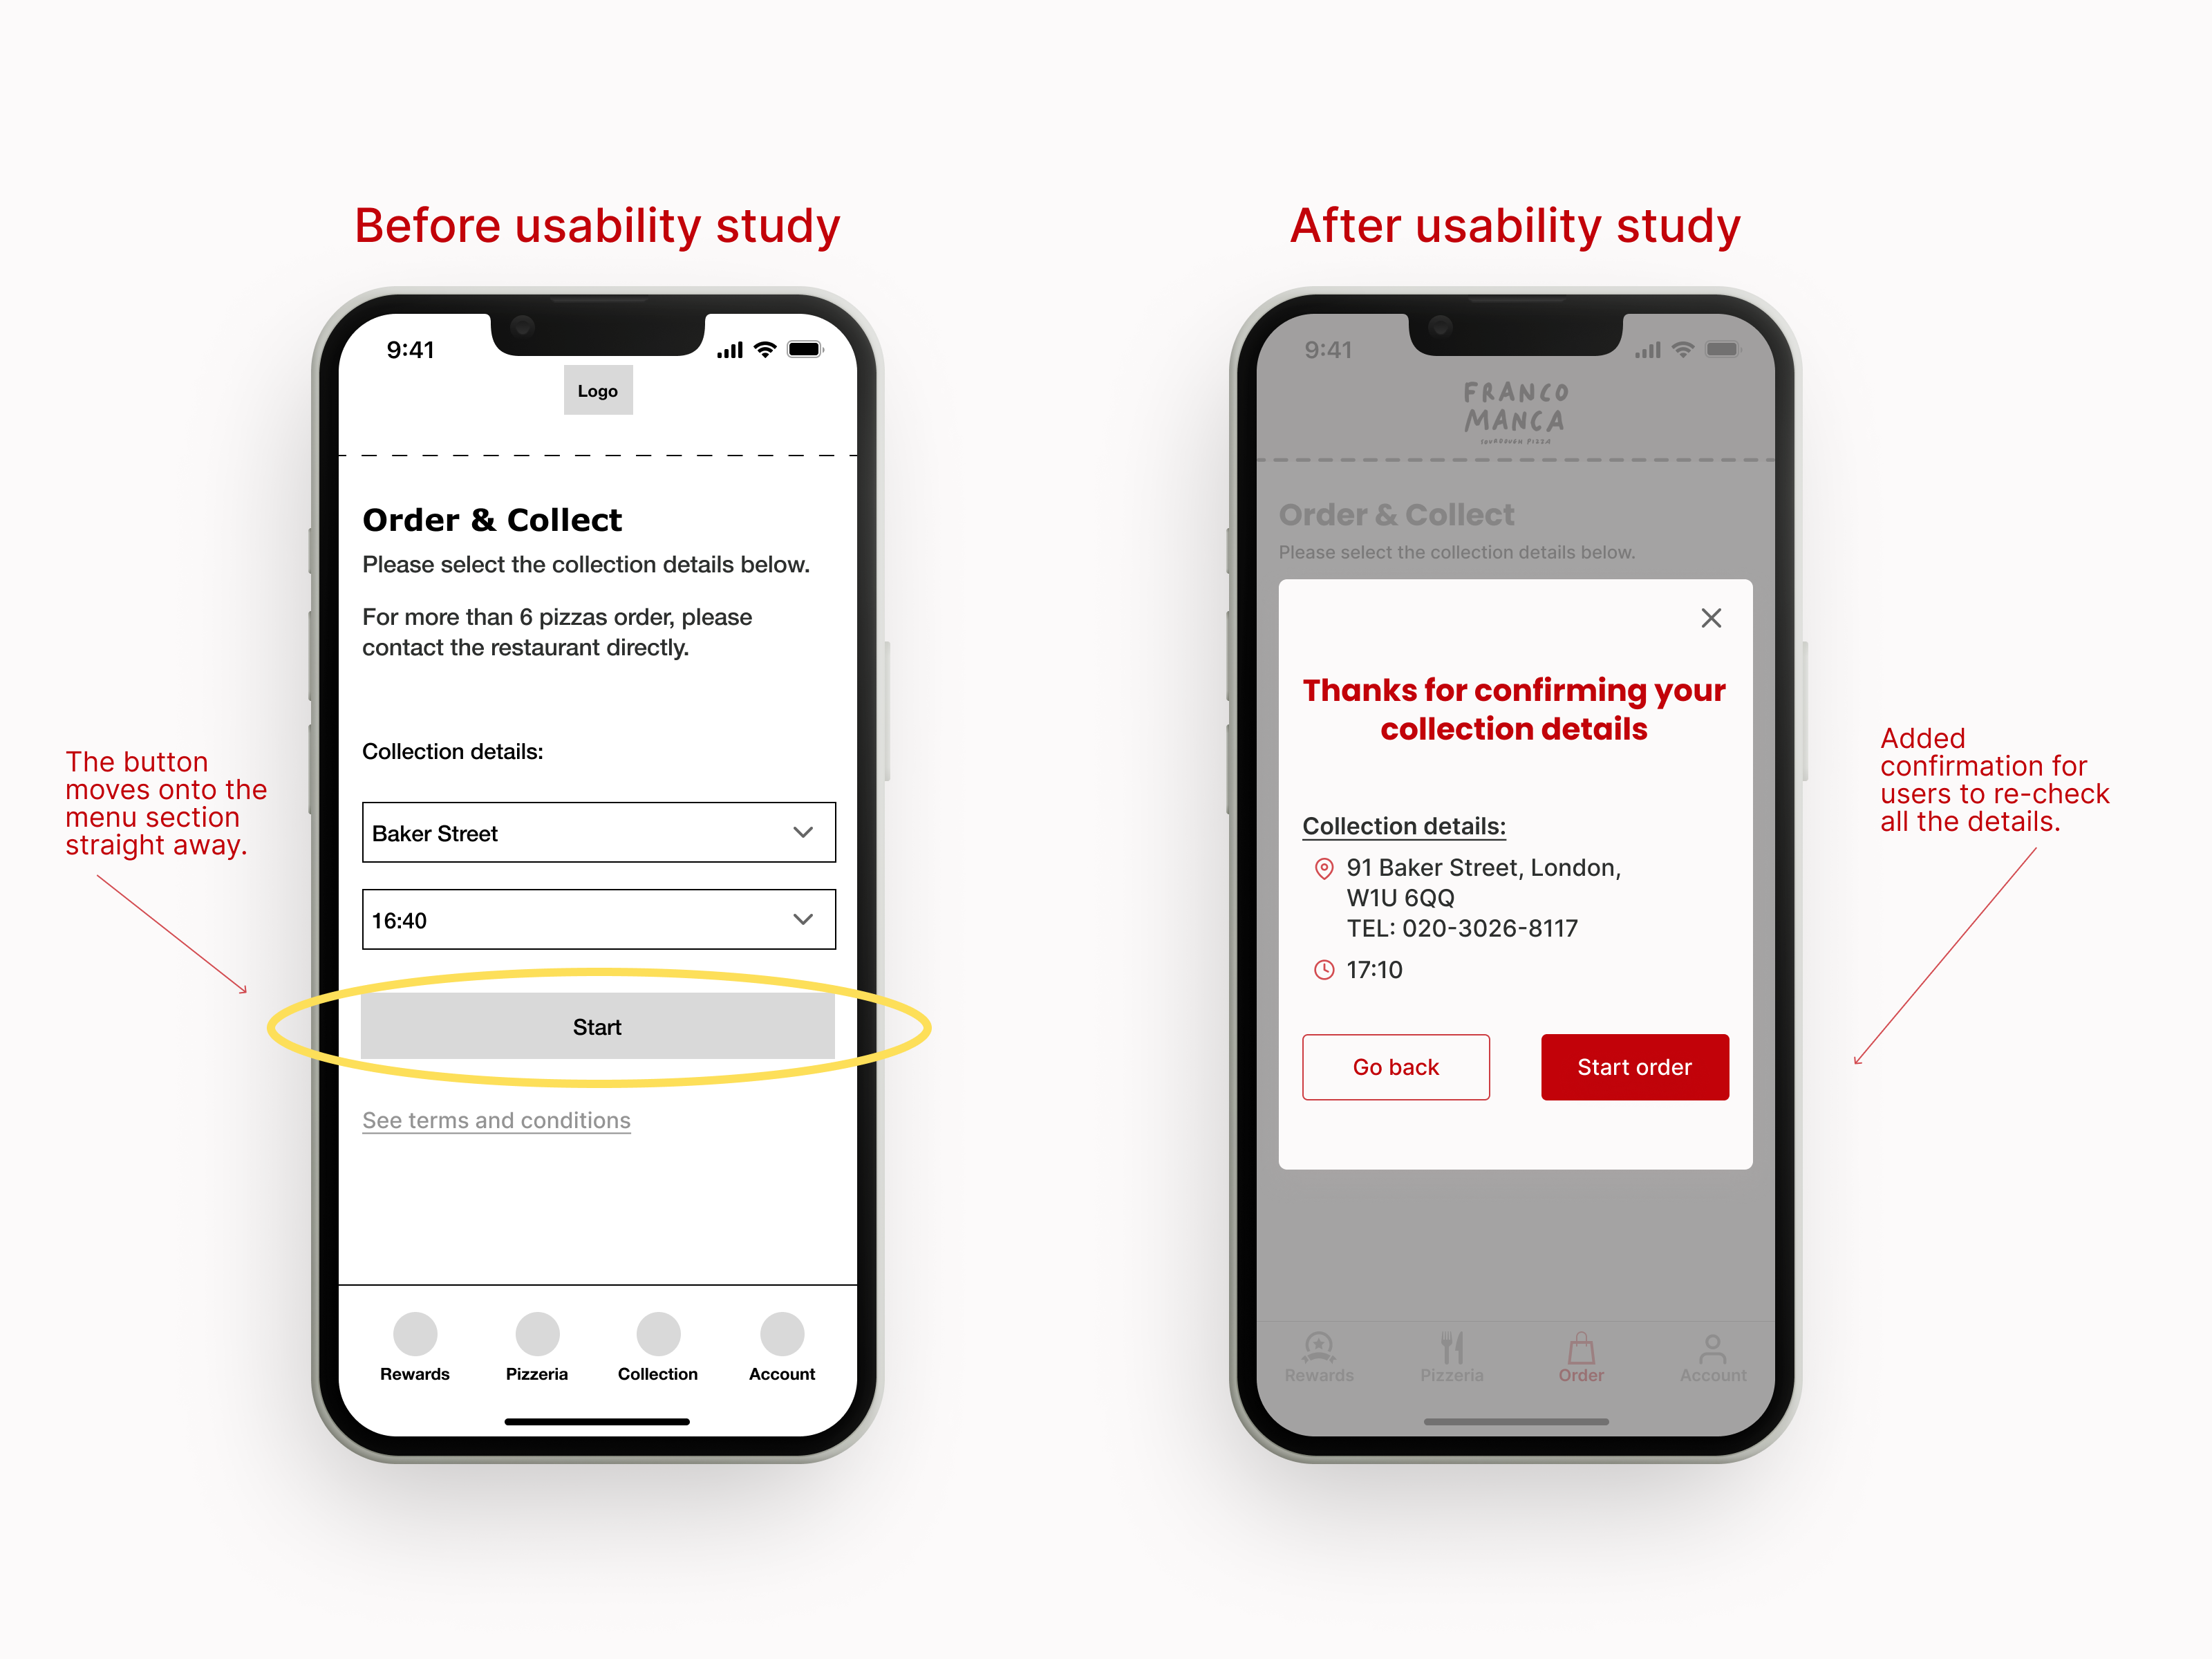 Before usability study
After usability study
9:41
Logo
Order & Collect
Please select the collection details below.
For more than 6 pizzas order, please
contact the restaurant directly.
Collection details:
Baker Street
16:40
Start
See terms and conditions
Rewards
Pizzeria
Collection
Account
The button
moves onto the
menu section
straight away.
9:41
FRANCO
MANCA
SOURDOUGH PIZZA
Order & Collect
Please select the collection details below.
Thanks for confirming your
collection details
Collection details:
91 Baker Street, London,
W1U 6QQ
TEL: 020-3026-8117
17:10
Go back
Start order
Rewards
Pizzeria
Order
Account
Added
confirmation for
users to re-check
all the details.